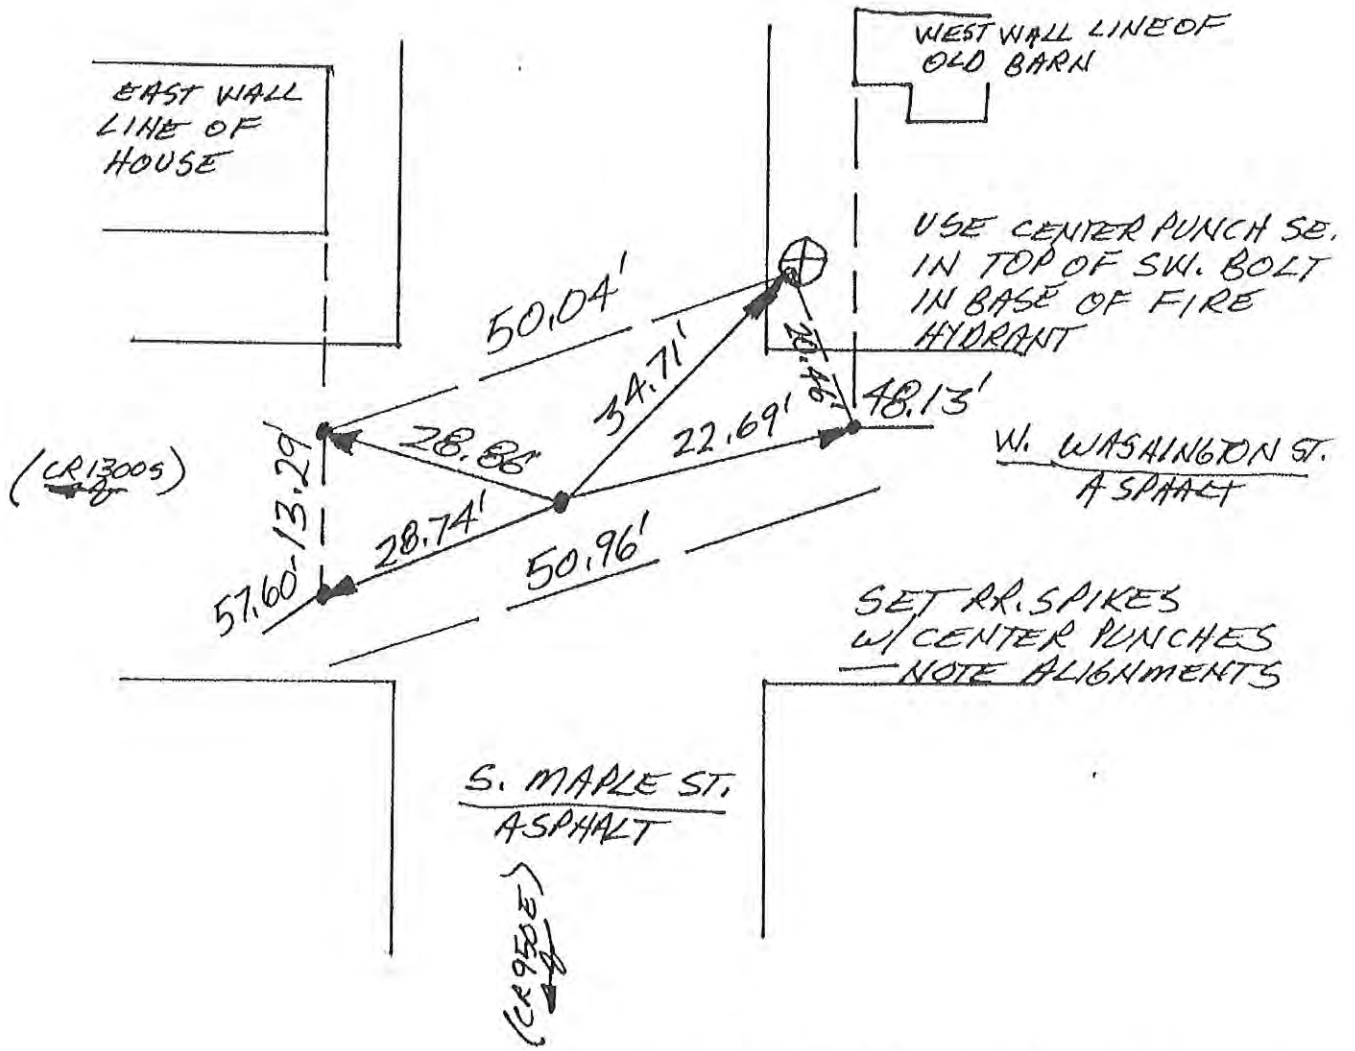 WEST WALL LINE OF
OLD BARN
EAST WALL
LINE OF
HOUSE
USE CENTER PUNCH SE.
IN TOP OF SW. BOLT
IN BASE OF FIRE
HYDRANT
50.04'
34.71'
20.46'
48.13'
28.86'
22.69'
W. WASHINGTON ST.
ASPHALT
(CR1300S)
13.29'
28.74'
50.96'
57.60'
SET RR. SPIKES
W/ CENTER PUNCHES
— NOTE ALIGNMENTS
S. MAPLE ST.
ASPHALT
(CR950E)